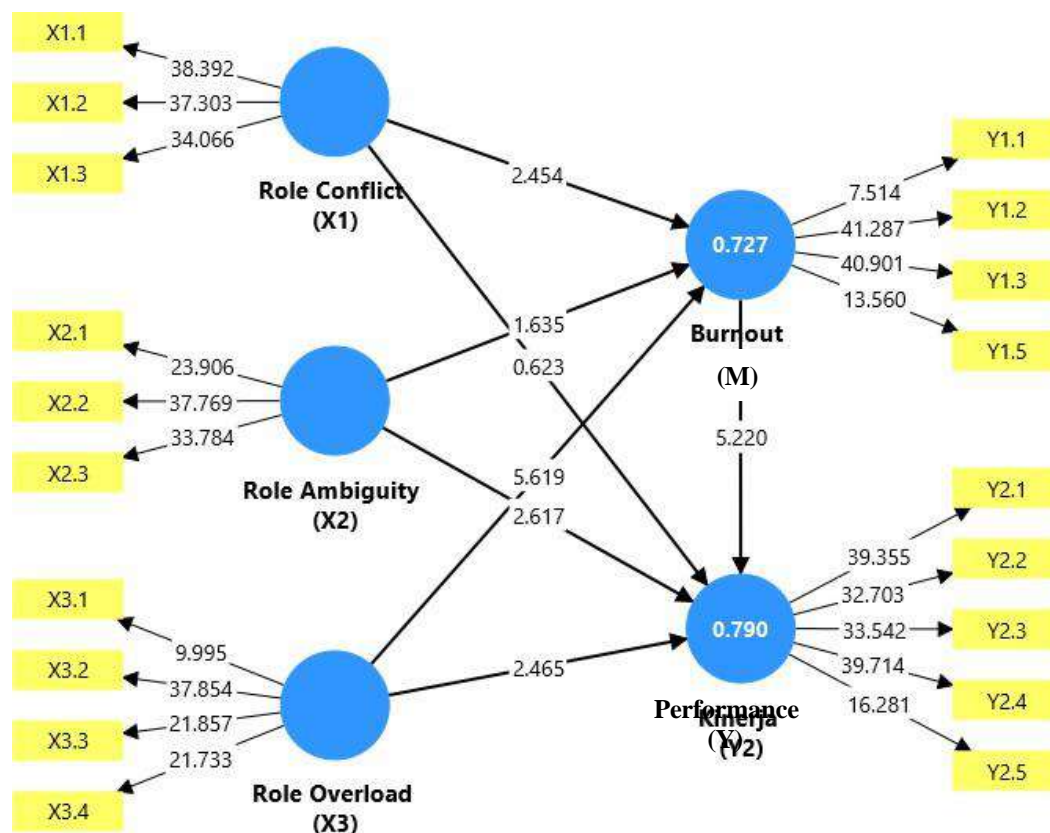 X1.1
38.392
X1.2
37.303
34.066
X1.3
Role Conflict
(X1)
2.454
Y1.1
7.514
Y1.2
0.727
41.287
40.901
Y1.3
13.560
Y1.5
Burnout
(M)
X2.1
23.906
X2.2
37.769
33.784
X2.3
Role Ambiguity
(X2)
1.635
0.623
5.220
5.619
2.617
Y2.1
39.355
Y2.2
32.703
0.790
33.542
Y2.3
39.714
Y2.4
16.281
Y2.5
Performance
Kinerja
(Y)
(Y2)
X3.1
9.995
X3.2
37.854
21.857
X3.3
21.733
X3.4
2.465
Role Overload
(X3)